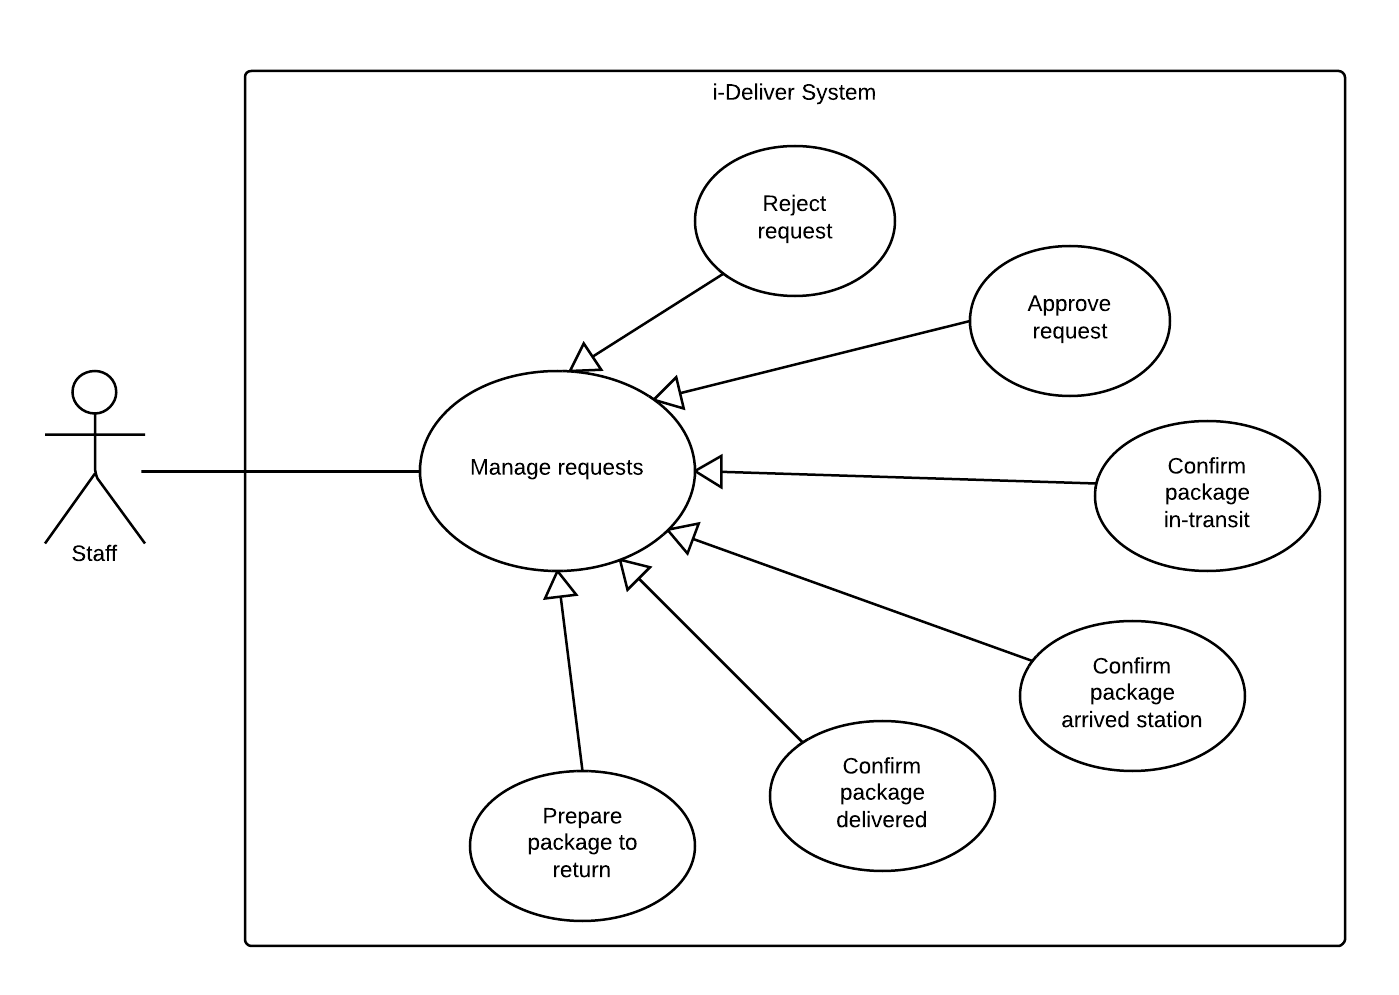 i-Deliver System
Reject
request
Approve
request
Manage requests
Confirm
package
in-transit
Staff
Confirm
package
arrived station
Confirm
package
delivered
Prepare
package to
return